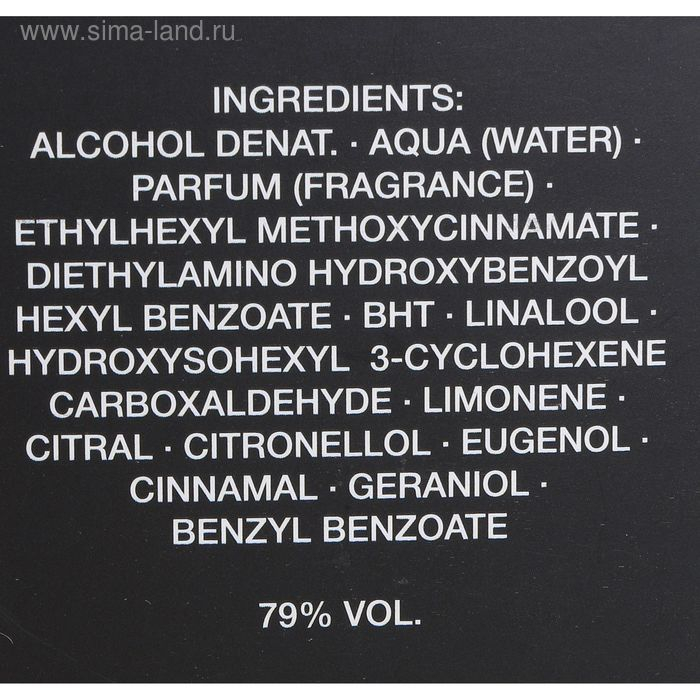 www.sima-land.ru
INGREDIENTS:
ALCOHOL DENAT. · AQUA (WATER) ·
PARFUM (FRAGRANCE) ·
ETHYLHEXYL METHOXYCINNAMATE ·
DIETHYLAMINO HYDROXYBENZOYL
HEXYL BENZOATE · BHT · LINALOOL ·
HYDROXYSOHEXYL 3-CYCLOHEXENE
CARBOXALDEHYDE · LIMONENE ·
CITRAL · CITRONELLOL · EUGENOL ·
CINNAMAL · GERANIOL ·
BENZYL BENZOATE
79% VOL.